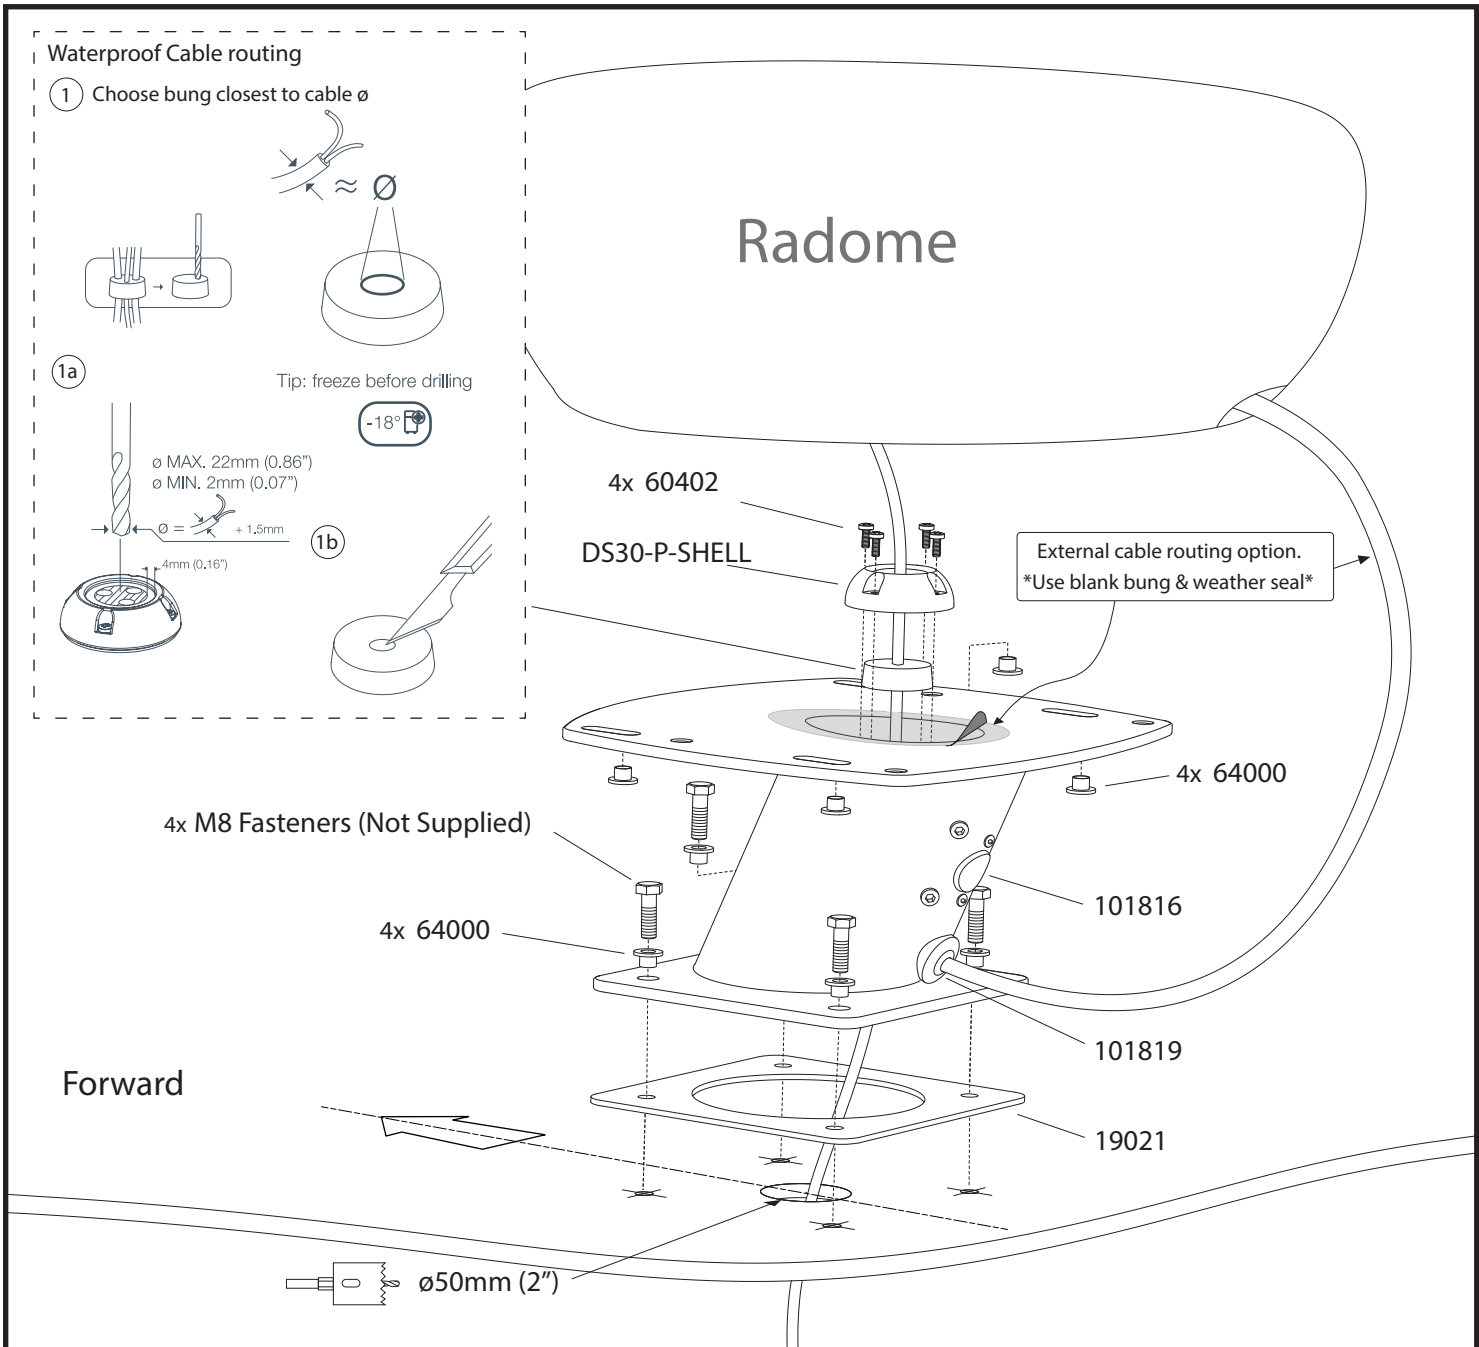 Waterproof Cable routing
1 Choose bung closest to cable ø
≈ Ø
Radome
1a
Tip: freeze before drilling
-18°
ø MAX. 22mm (0.86”)
ø MIN. 2mm (0.07”)
Ø = + 1.5mm
1b
4mm (0.16”)
4x 60402
DS30-P-SHELL
External cable routing option.
*Use blank bung & weather seal*
4x 64000
4x M8 Fasteners (Not Supplied)
101816
4x 64000
101819
Forward
19021
ø50mm (2”)